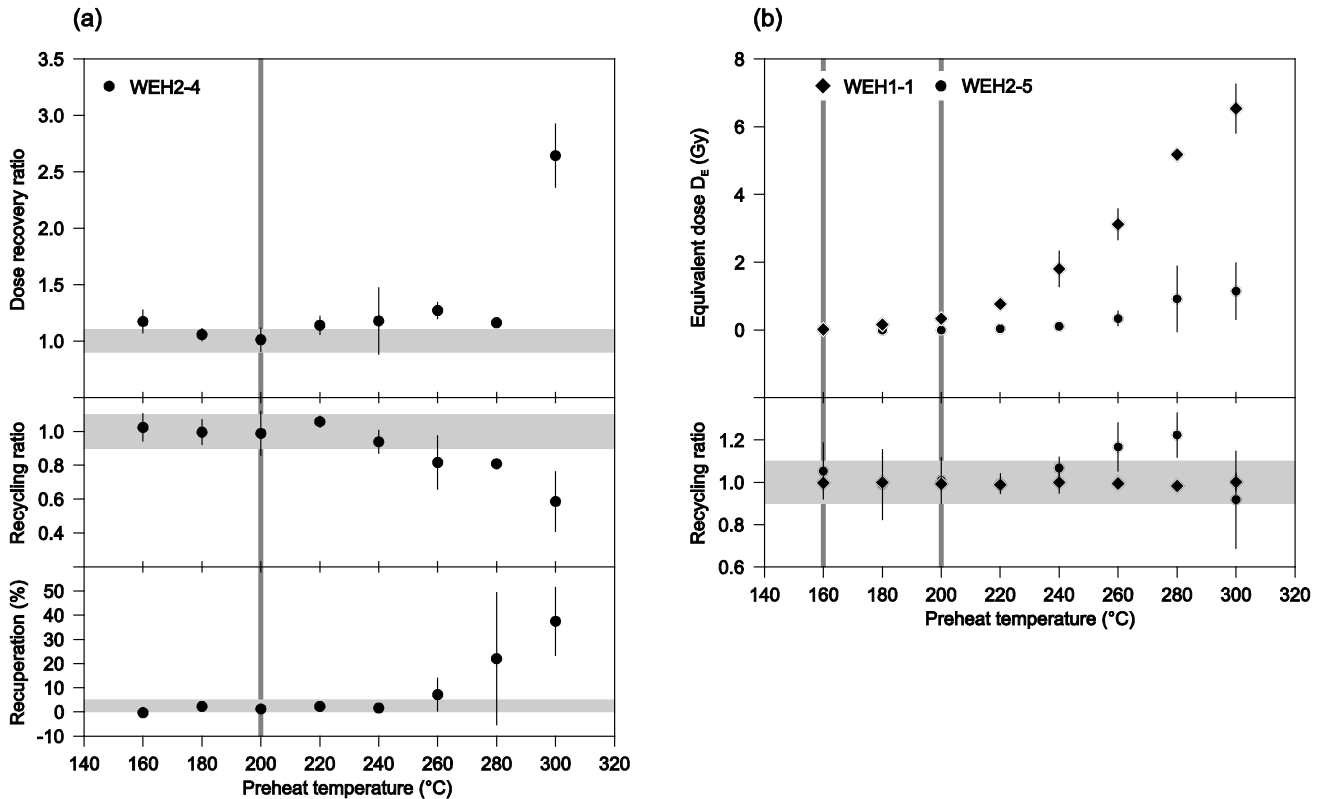 (a)
WEH2-4
Dose recovery ratio
3.5
3.0
2.5
2.0
1.5
1.0
Recycling ratio
1.0
0.8
0.6
0.4
Recuperation (%)
50
40
30
20
10
0
-10
140 160 180 200 220 240 260 280 300 320
Preheat temperature (°C)
(b)
WEH1-1 WEH2-5
Equivalent dose DE (Gy)
8
6
4
2
0
Recycling ratio
1.2
1.0
0.8
0.6
140 160 180 200 220 240 260 280 300 320
Preheat temperature (°C)